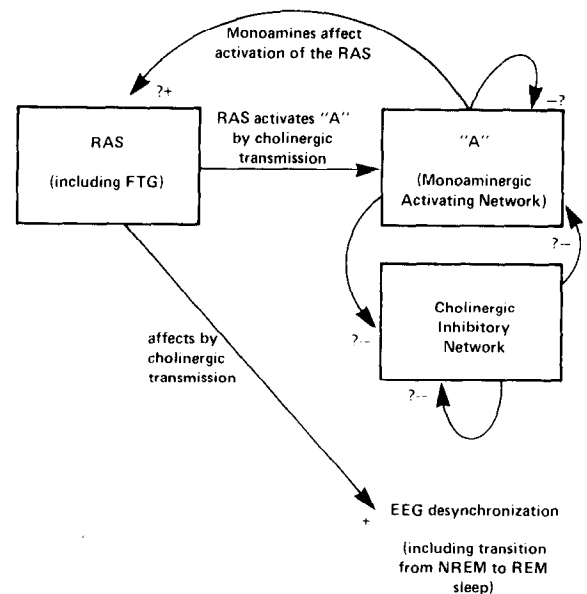 Monoamines affect
activation of the RAS
?+
—?
RAS
(including FTG)
RAS activates "A"
by cholinergic
transmission
"A"
(Monoaminergic
Activating Network)
?--
Cholinergic
Inhibitory
Network
?--
?--
affects by
cholinergic
transmission
+
EEG desynchronization
(including transition
from NREM to REM
sleep)